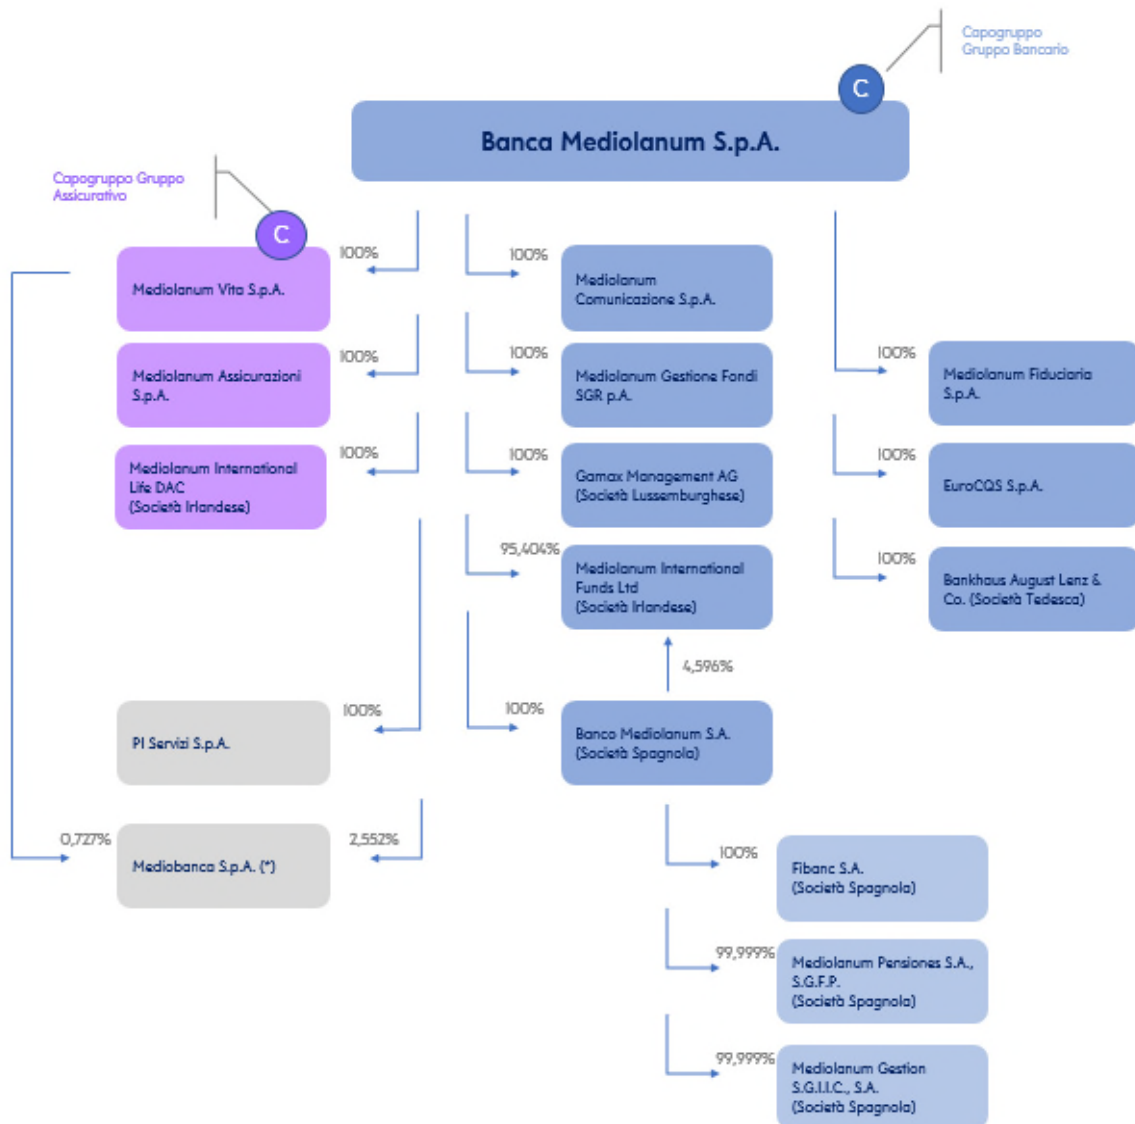 Capogruppo
Gruppo Bancario
C
Banca Mediolanum S.p.A.
Capogruppo Gruppo
Assicurativo
C
100%
Mediolanum Vita S.p.A.
100%
Mediolanum
Comunicazione S.p.A.
100%
Mediolanum Assicurazioni
S.p.A.
100%
Mediolanum Gestione Fondi
SGR p.A.
100%
Mediolanum Fiduciaria
S.p.A.
100%
Mediolanum International
Life DAC
(Società Irlandese)
100%
Gamax Management AG
(Società Lussemburghese)
100%
EuroCQS S.p.A.
95,404%
Mediolanum International
Funds Ltd
(Società Irlandese)
100%
Bankhaus August Lenz &
Co. (Società Tedesca)
4,596%
100%
PI Servizi S.p.A.
100%
Banco Mediolanum S.A.
(Società Spagnola)
0,727%
Mediobanca S.p.A. (*)
2,552%
100%
Fibanc S.A.
(Società Spagnola)
99,999%
Mediolanum Pensiones S.A.,
S.G.F.P.
(Società Spagnola)
99,999%
Mediolanum Gestion
S.G.I.I.C., S.A.
(Società Spagnola)